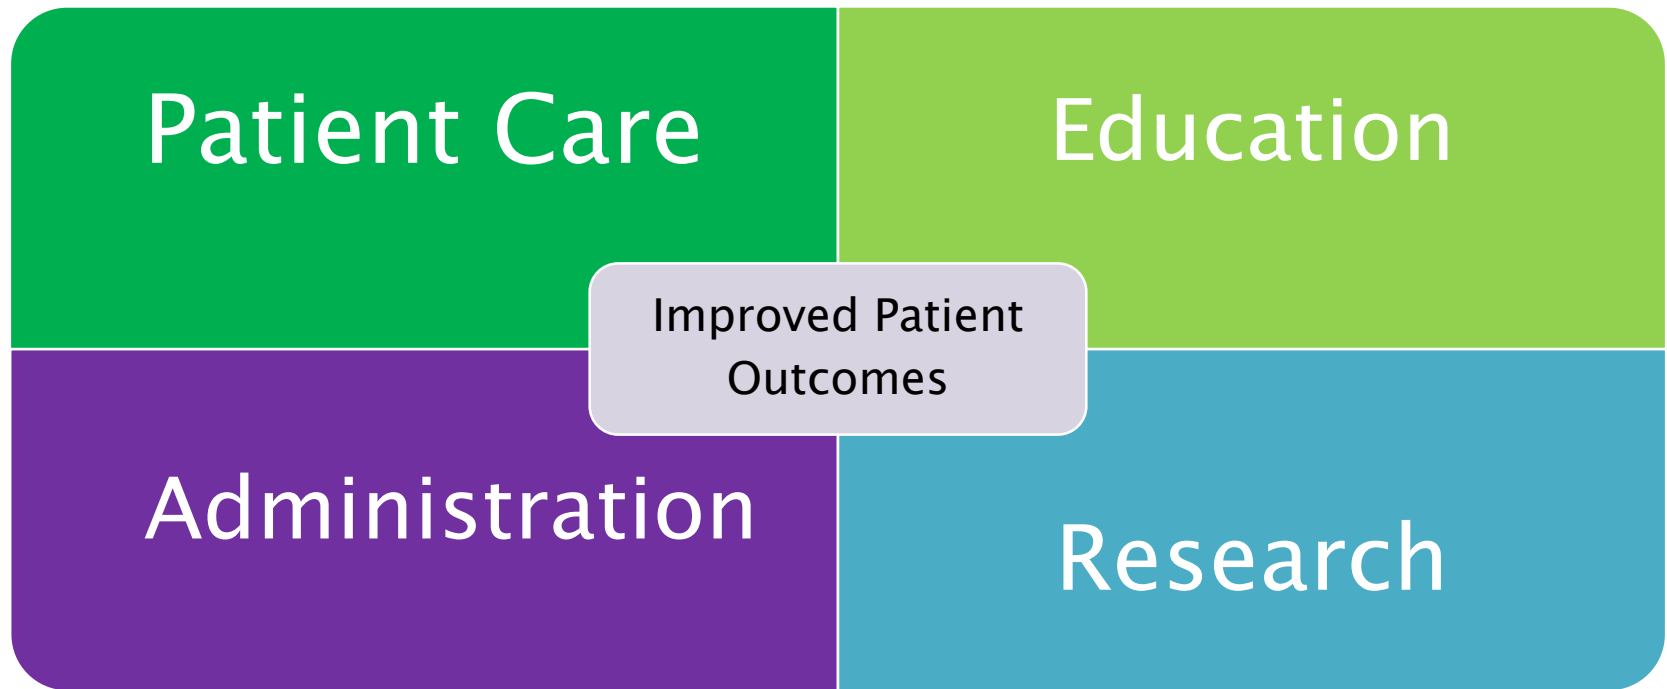 Patient Care
Education
Improved Patient
Outcomes
Administration
Research